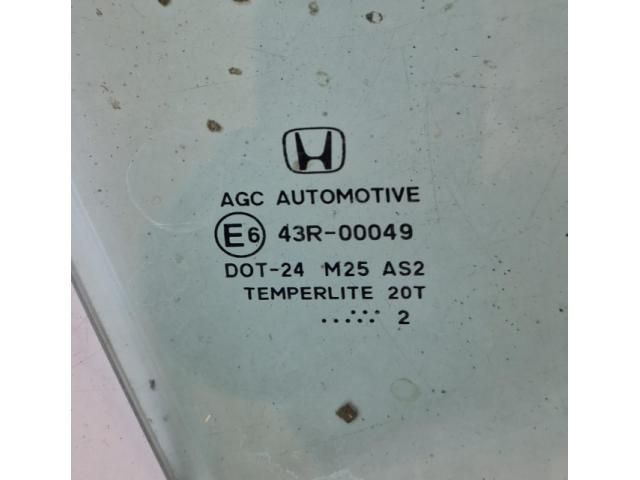 AGC AUTOMOTIVE
E6 43R-00049
DOT-24 M25 AS2
TEMPERLITE 20T
..:::: 2